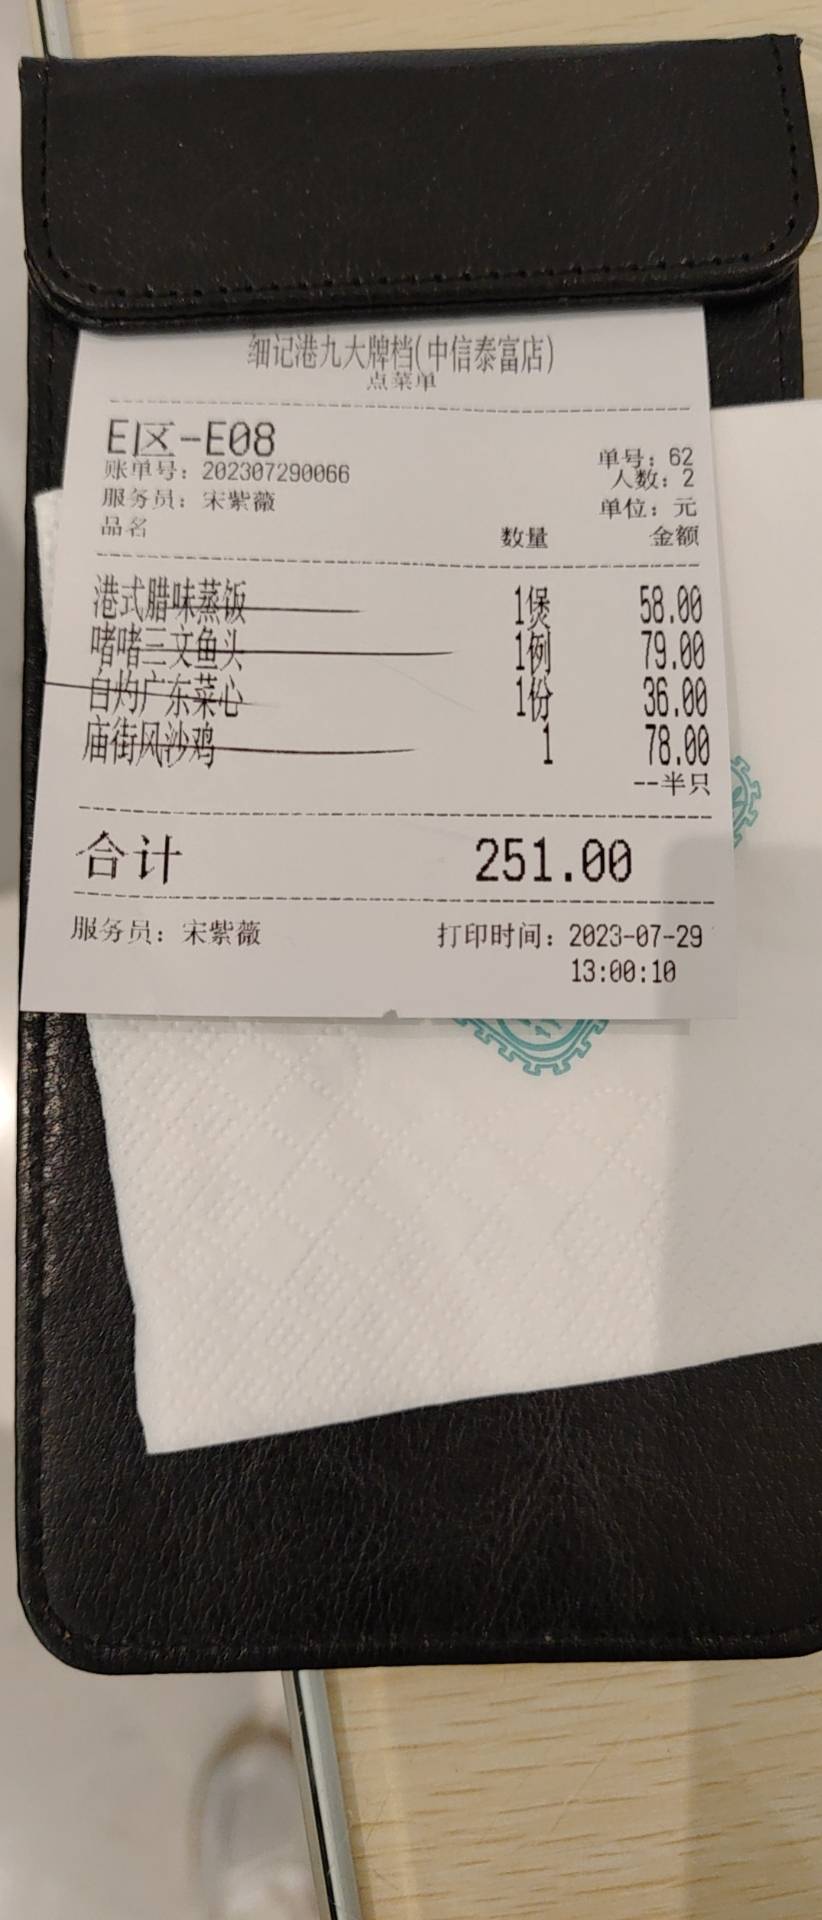 细记港九大牌档(中信泰富店)
点菜单
E区-E08
单号：62
账单号：202307290066
人数：2
服务员：宋紫薇
单位：元
品名 数量 金额
港式腊味蒸饭 1煲 58.00
啫啫三文鱼头 1例 79.00
白灼广东菜心 1份 36.00
庙街风沙鸡 1 78.00
--半只
合计 251.00
服务员：宋紫薇 打印时间：2023-07-29
13:00:10